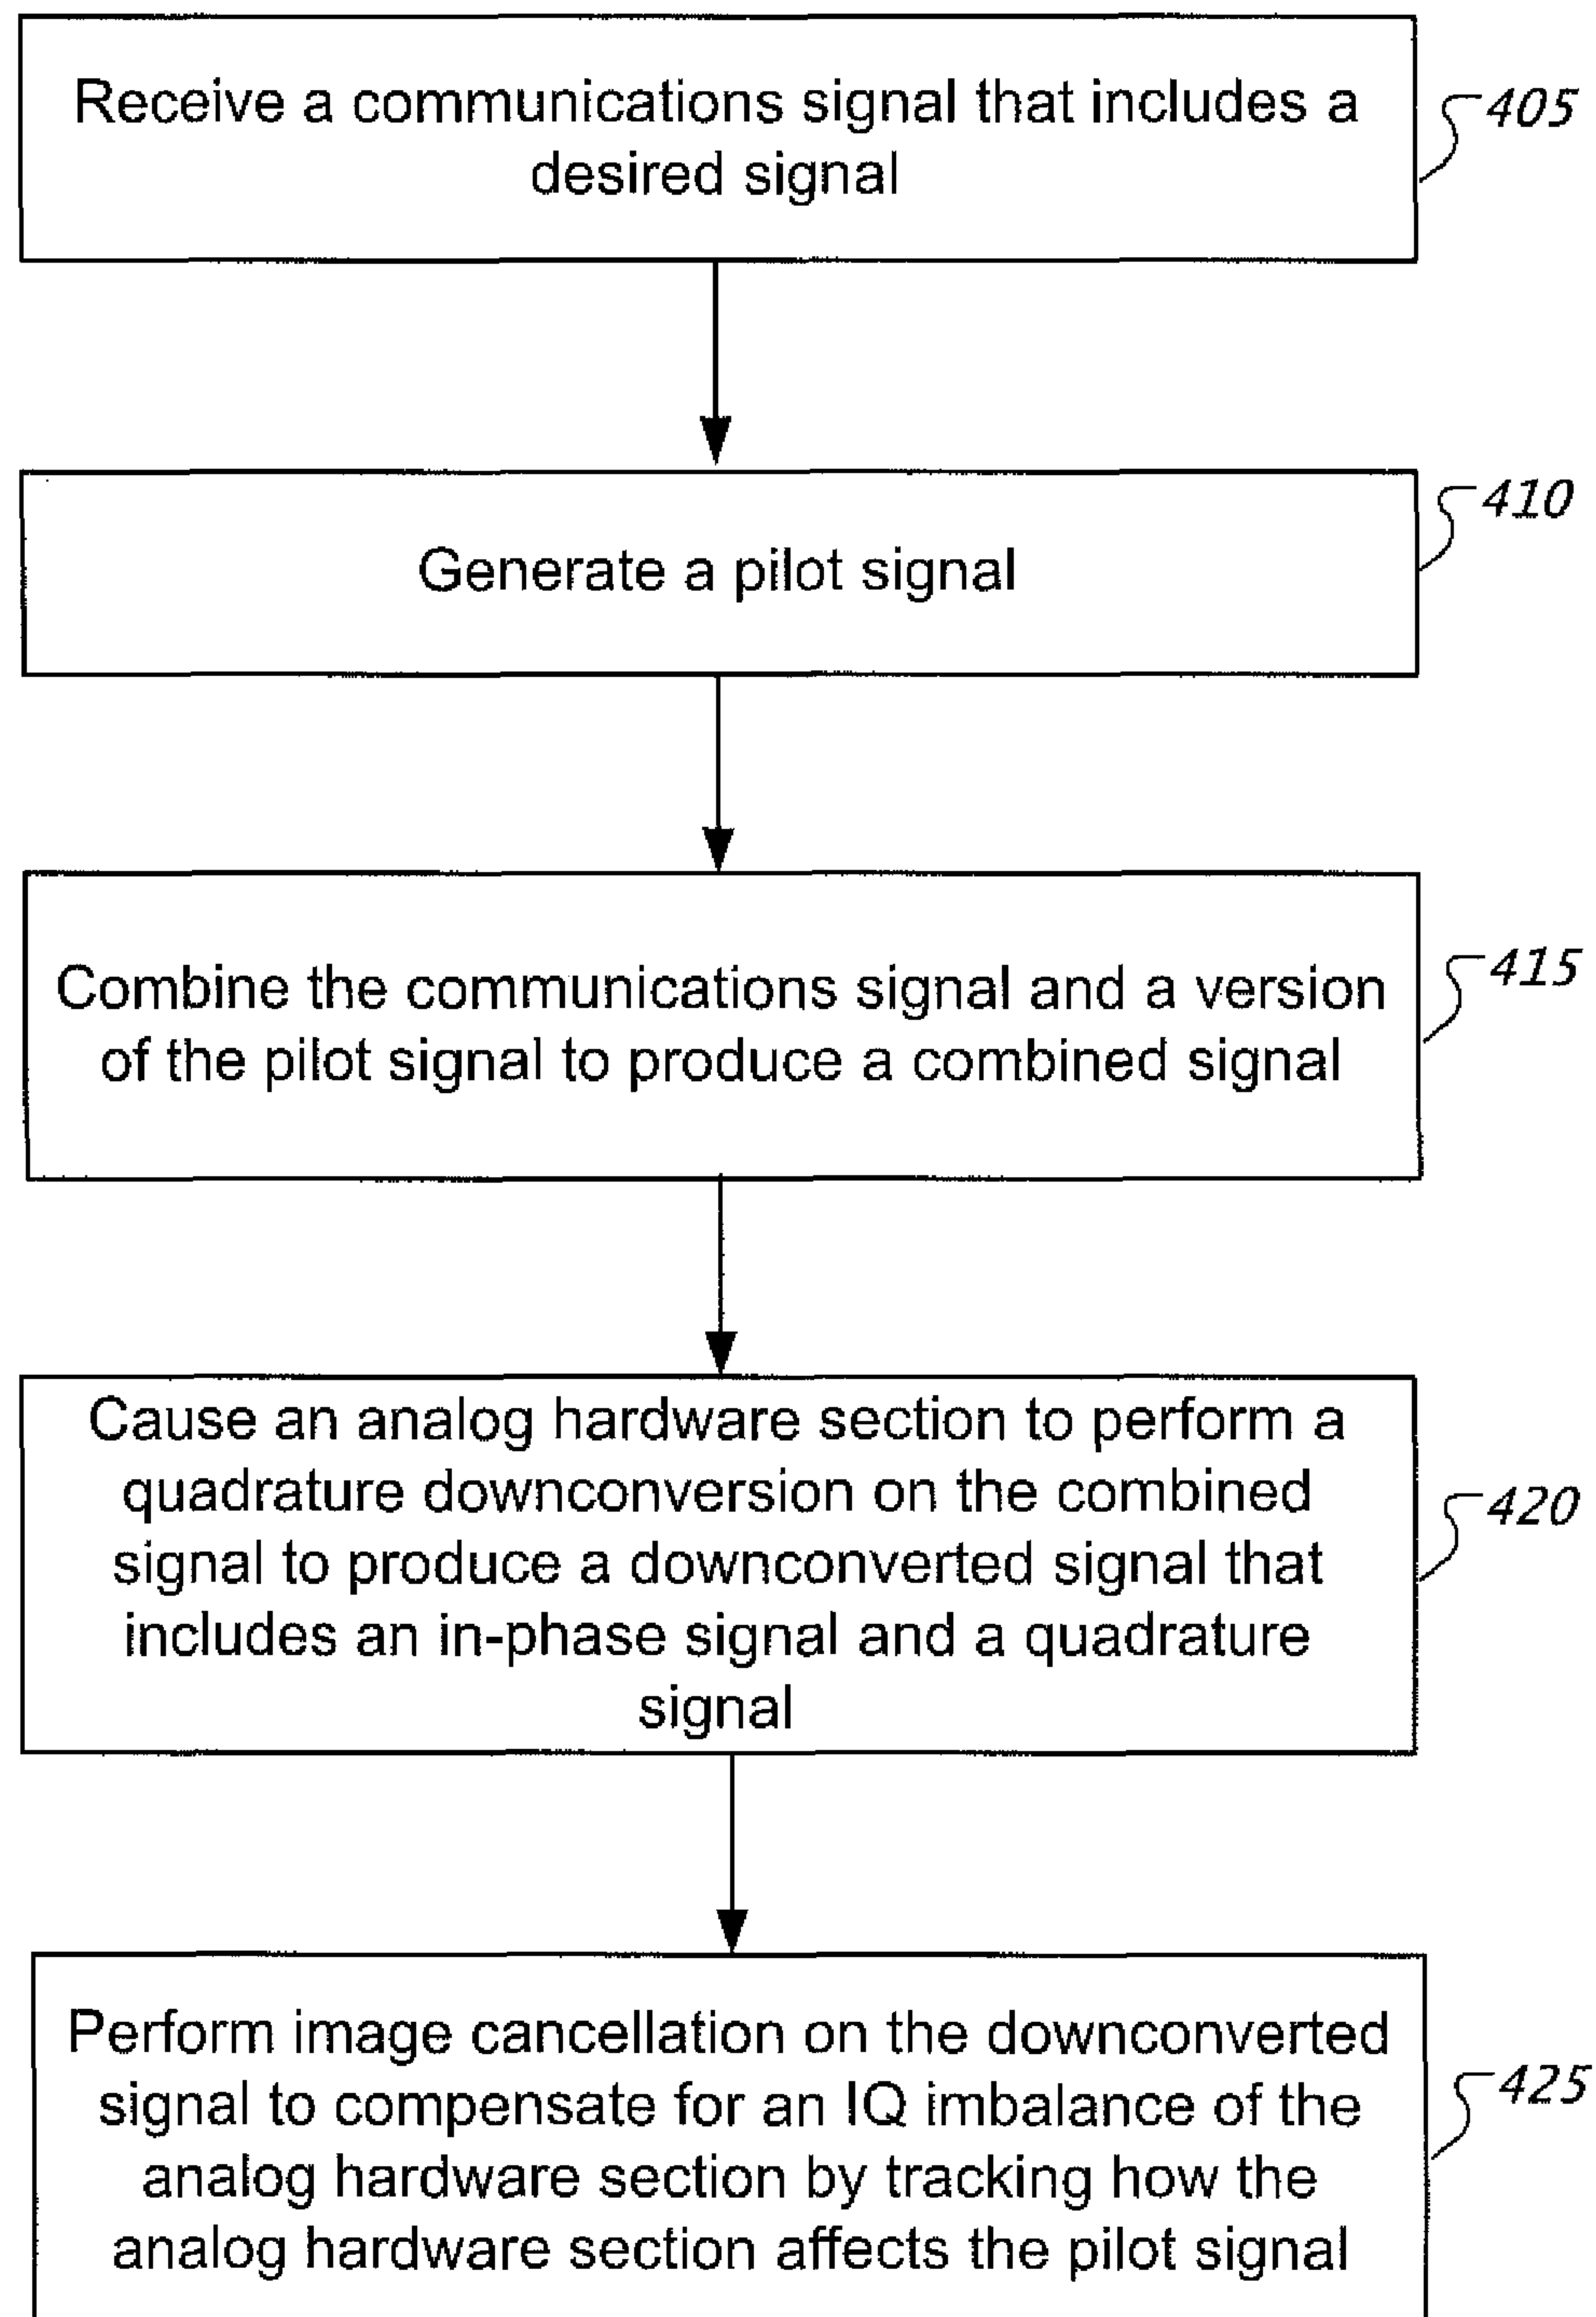 Receive a communications signal that includes a
desired signal
405
Generate a pilot signal
410
Combine the communications signal and a version
of the pilot signal to produce a combined signal
415
Cause an analog hardware section to perform a
quadrature downconversion on the combined
signal to produce a downconverted signal that
includes an in-phase signal and a quadrature
signal
420
Perform image cancellation on the downconverted
signal to compensate for an IQ imbalance of the
analog hardware section by tracking how the
analog hardware section affects the pilot signal
425